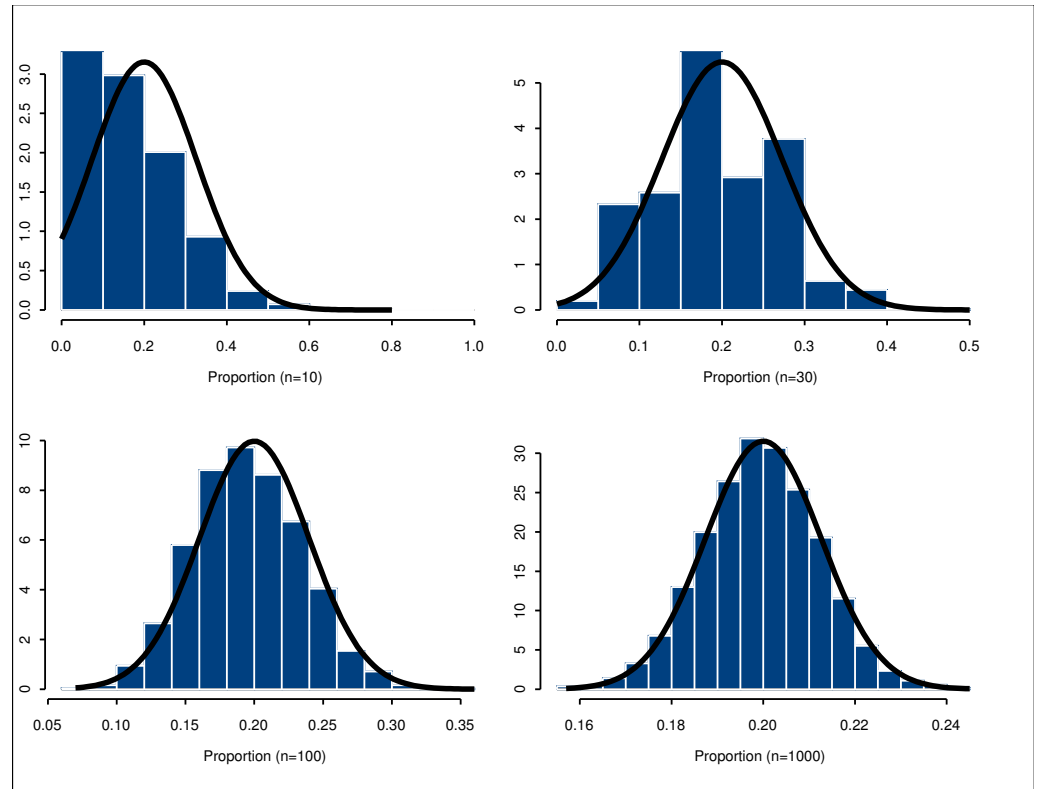 0.0 0.5 1.0 1.5 2.0 2.5 3.0
0.0 0.2 0.4 0.6 0.8 1.0
Proportion (n=10)
0 1 2 3 4 5
0.0 0.1 0.2 0.3 0.4 0.5
Proportion (n=30)
0 2 4 6 8 10
0.05 0.10 0.15 0.20 0.25 0.30 0.35
Proportion (n=100)
0 5 10 15 20 25 30
0.16 0.18 0.20 0.22 0.24
Proportion (n=1000)